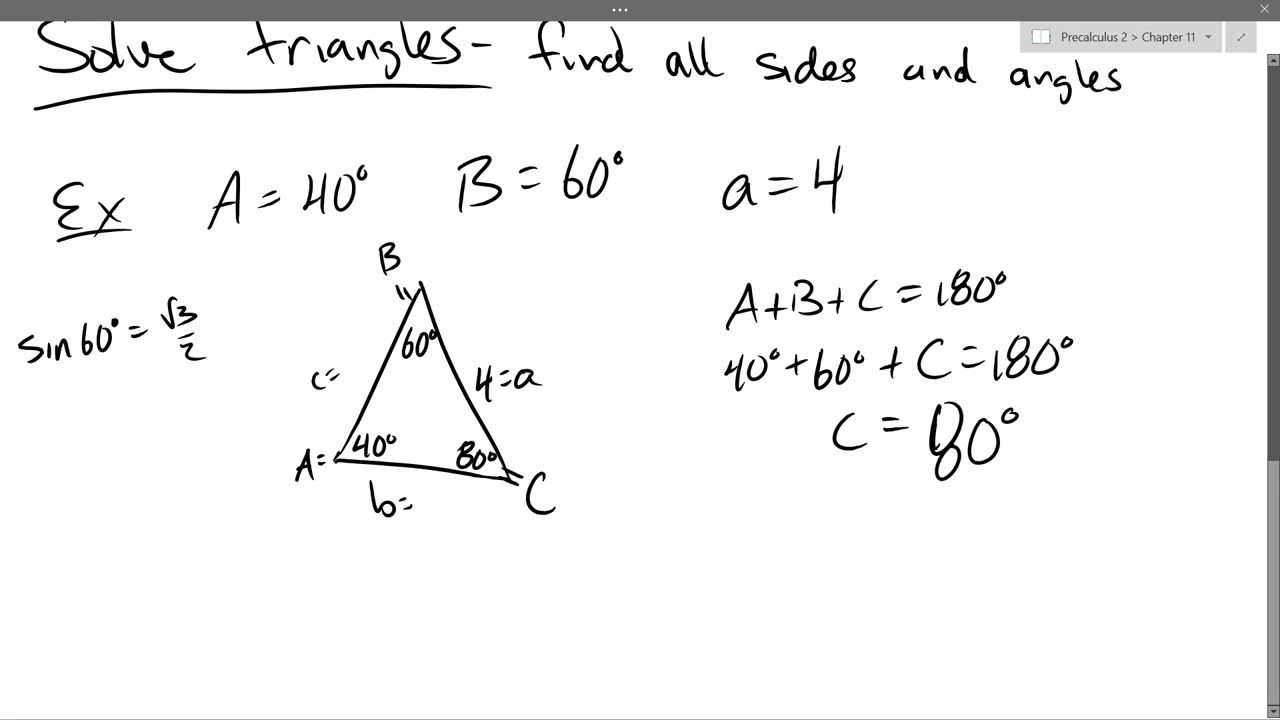 Solve triangles- find all sides and angles
Precalculus 2 > Chapter 11
Ex A = 40° B = 60° a = 4
B
sin 60° = √3/2
60°
c=
4=a
A=
40°
80°
b=
C
A+B+C = 180°
40°+60° + C = 180°
C = 80°